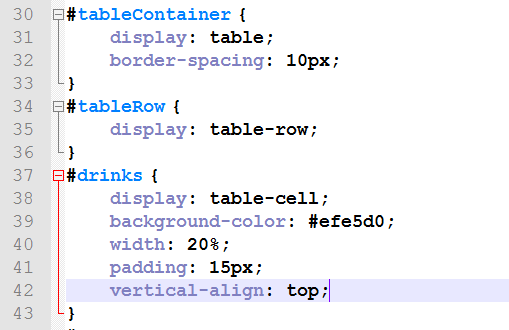 30 #tableContainer {
31 display: table;
32 border-spacing: 10px;
33 }
34 #tableRow {
35 display: table-row;
36 }
37 #drinks {
38 display: table-cell;
39 background-color: #efe5d0;
40 width: 20%;
41 padding: 15px;
42 vertical-align: top;
43 }